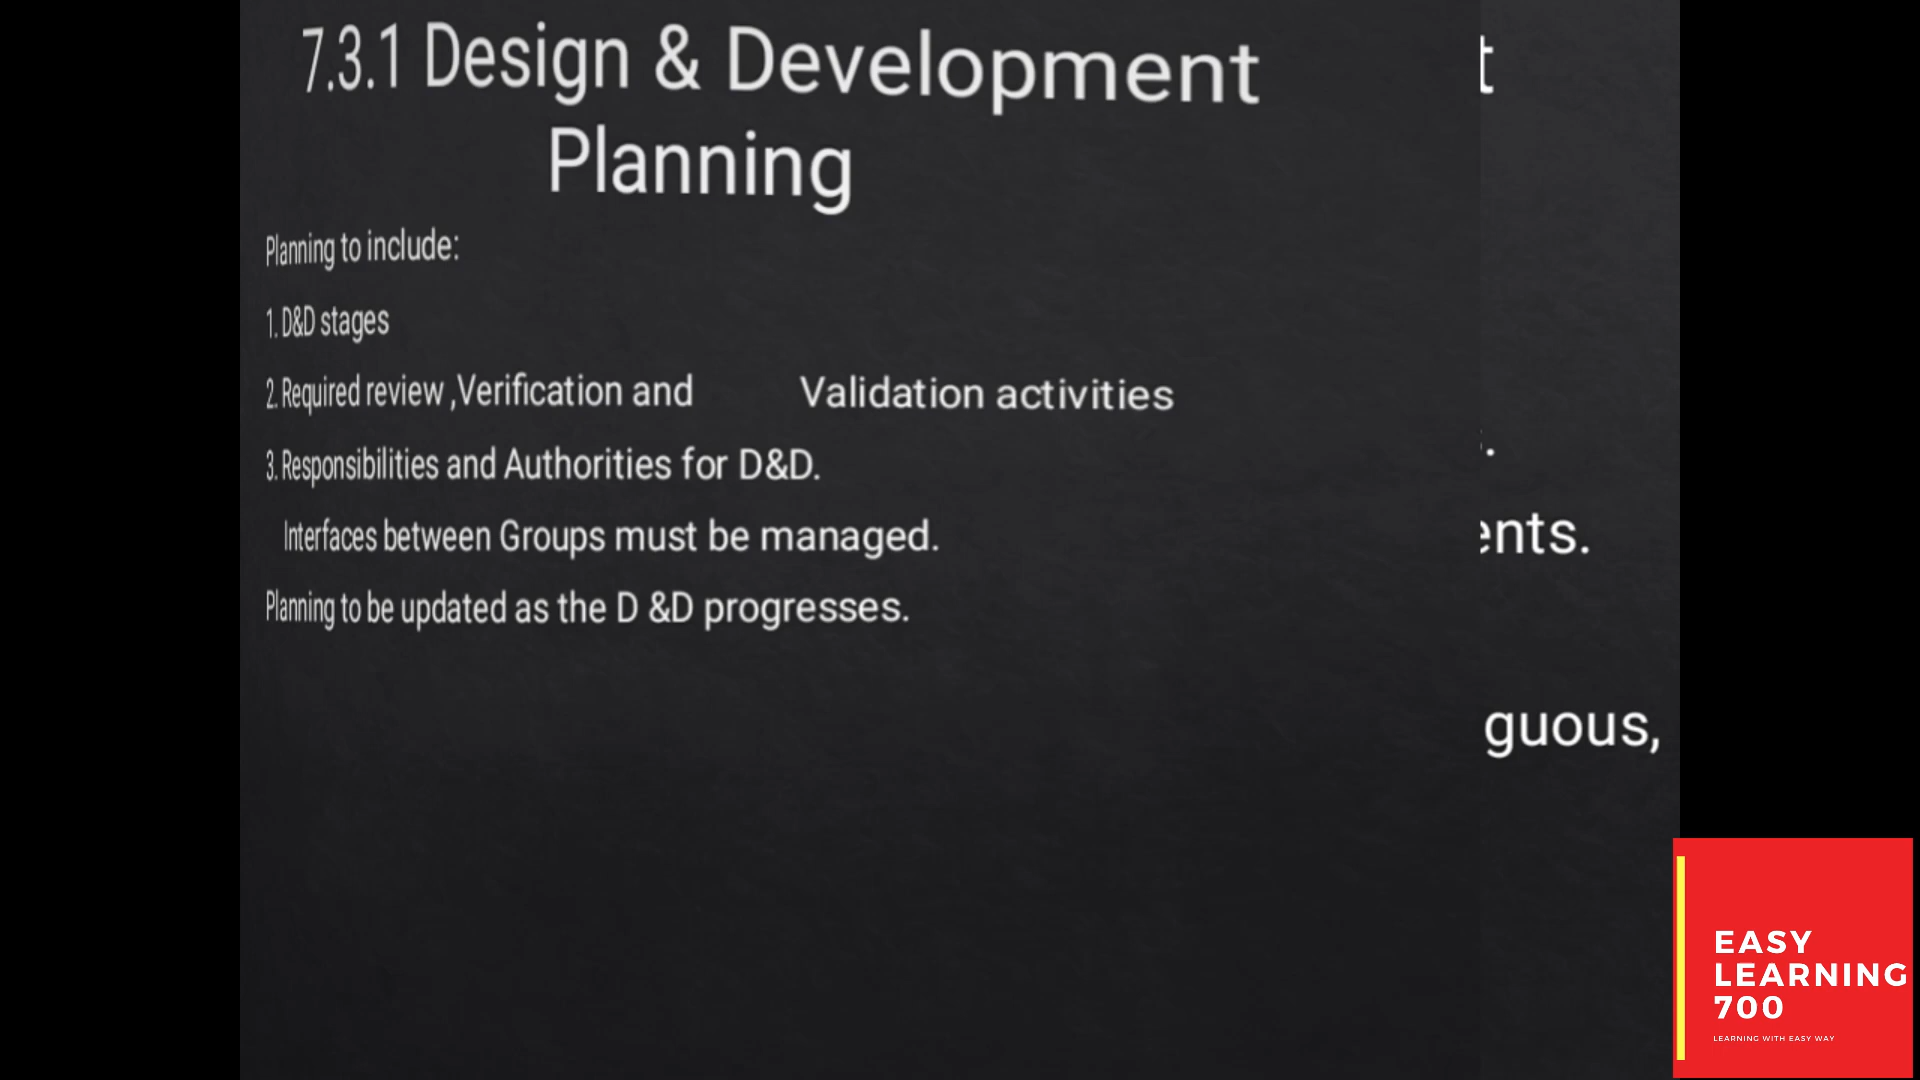 7.3.1 Design & Development
Planning
Planning to include:
1. D&D stages
2. Required review ,Verification and Validation activities
3. Responsibilities and Authorities for D&D.
Interfaces between Groups must be managed.
Planning to be updated as the D &D progresses.
EASY
LEARNING
700
LEARNING WITH EASY WAY